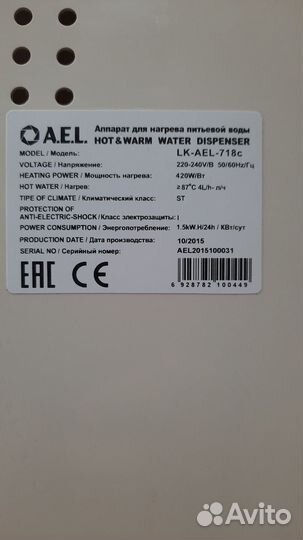 A.E.L. Аппарат для нагрева питьевой воды
HOT & WARM WATER DISPENSER
MODEL / Модель: LK-AEL-718c
VOLTAGE / Напряжение: 220-240V/В 50/60Hz/Гц
HEATING POWER / Мощность нагрева: 420W/Вт
HOT WATER / Нагрев: ≥87°C 4L/h- л/ч
TYPE OF CLIMATE / Климатический класс: ST
PROTECTION OF
ANTI-ELECTRIC-SHOCK / Класс электрозащиты: I
POWER CONSUMPTION / Энергопотребление: 1.5kW.H/24h / КВт/сут
PRODUCTION DATE / Дата производства: 10/2015
SERIAL NO / Серийный номер: AEL2015100031
EAC CE
6 928782 100449
Avito